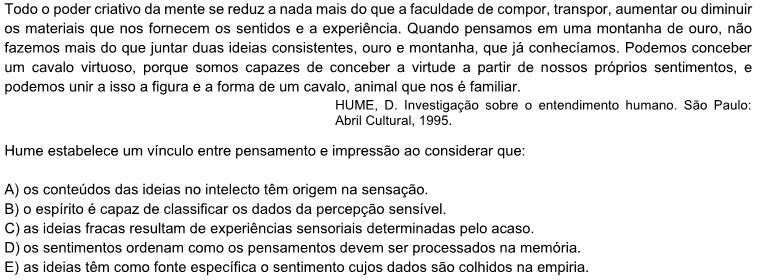 Todo o poder criativo da mente se reduz a nada mais do que a faculdade de compor, transpor, aumentar ou diminuir
os materiais que nos fornecem os sentidos e a experiência. Quando pensamos em uma montanha de ouro, não
fazemos mais do que juntar duas ideias consistentes, ouro e montanha, que já conhecíamos. Podemos conceber
um cavalo virtuoso, porque somos capazes de conceber a virtude a partir de nossos próprios sentimentos, e
podemos unir a isso a figura e a forma de um cavalo, animal que nos é familiar.
HUME, D. Investigação sobre o entendimento humano. São Paulo:
Abril Cultural, 1995.
Hume estabelece um vínculo entre pensamento e impressão ao considerar que:
A) os conteúdos das ideias no intelecto têm origem na sensação.
B) o espírito é capaz de classificar os dados da percepção sensível.
C) as ideias fracas resultam de experiências sensoriais determinadas pelo acaso.
D) os sentimentos ordenam como os pensamentos devem ser processados na memória.
E) as ideias têm como fonte específica o sentimento cujos dados são colhidos na empiria.